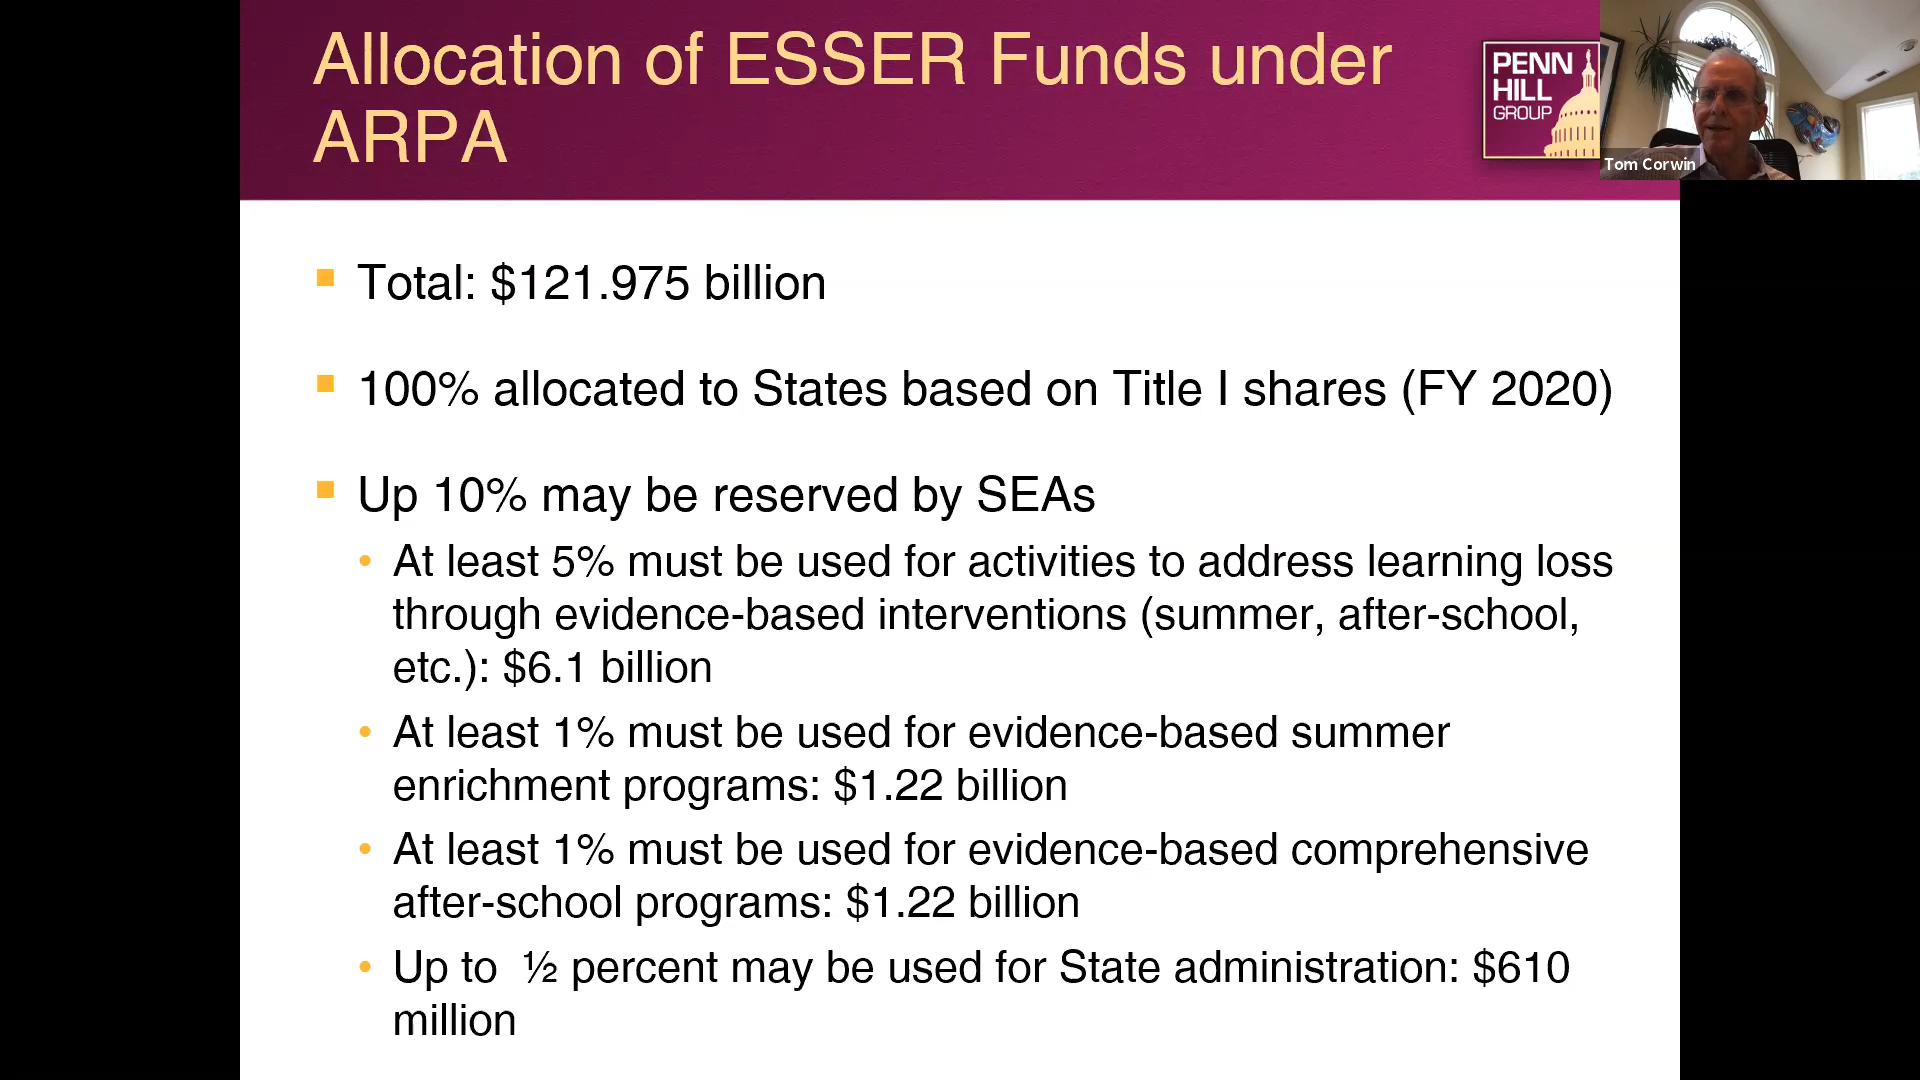 Allocation of ESSER Funds under
ARPA
PENN
HILL
GROUP
Tom Corwin
Total: $121.975 billion
100% allocated to States based on Title I shares (FY 2020)
Up 10% may be reserved by SEAs
At least 5% must be used for activities to address learning loss
through evidence-based interventions (summer, after-school,
etc.): $6.1 billion
At least 1% must be used for evidence-based summer
enrichment programs: $1.22 billion
At least 1% must be used for evidence-based comprehensive
after-school programs: $1.22 billion
Up to ½ percent may be used for State administration: $610
million